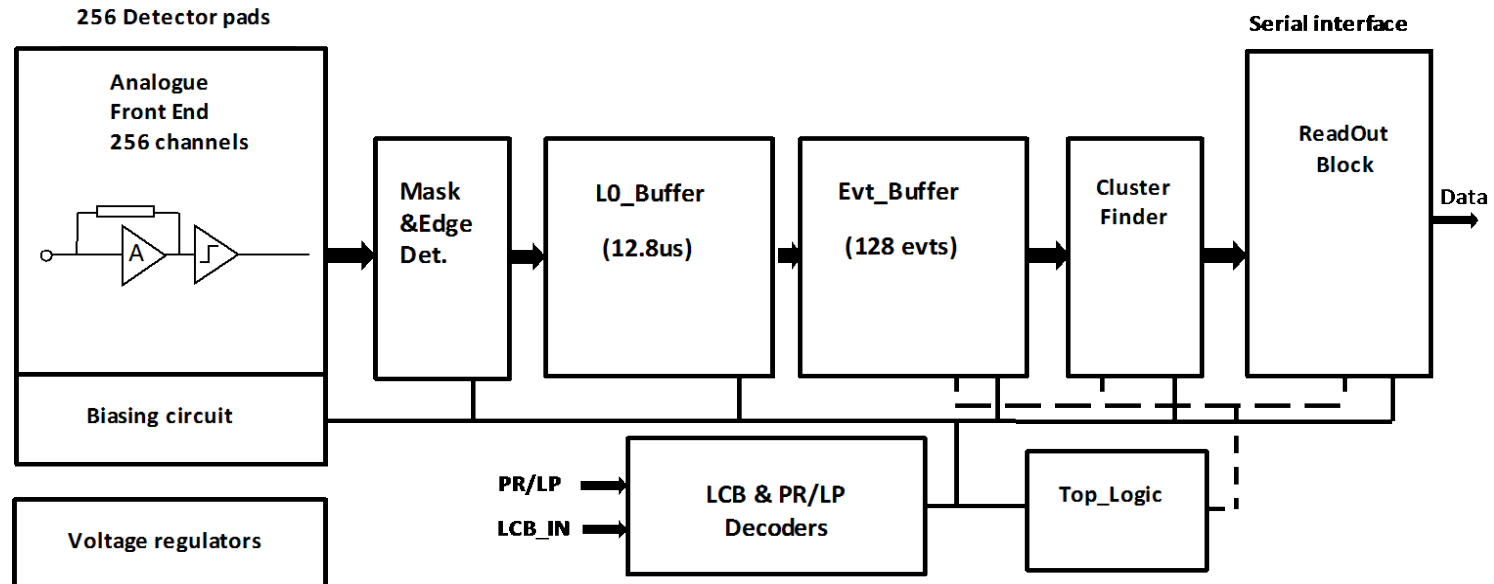 256 Detector pads
Serial interface
Analogue
Front End
256 channels
A
Mask
&Edge
Det.
L0_Buffer
(12.8us)
Evt_Buffer
(128 evts)
Cluster
Finder
ReadOut
Block
Data
Biasing circuit
PR/LP
LCB_IN
LCB & PR/LP
Decoders
Top_Logic
Voltage regulators